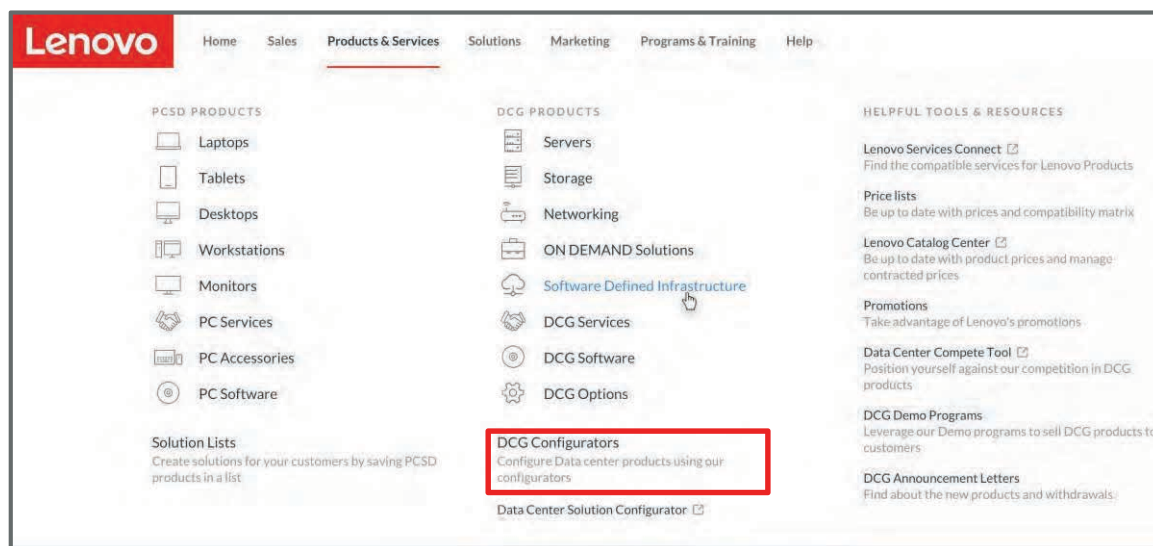 Lenovo
Home Sales Products & Services Solutions Marketing Programs & Training Help
PCSD PRODUCTS
Laptops
Tablets
Desktops
Workstations
Monitors
PC Services
PC Accessories
PC Software
Solution Lists
Create solutions for your customers by saving PCSD
products in a list
DCG PRODUCTS
Servers
Storage
Networking
ON DEMAND Solutions
Software Defined Infrastructure
DCG Services
DCG Software
DCG Options
DCG Configurators
Configure Data center products using our
configurators
Data Center Solution Configurator
HELPFUL TOOLS & RESOURCES
Lenovo Services Connect
Find the compatible services for Lenovo Products
Price lists
Be up to date with prices and compatibility matrix
Lenovo Catalog Center
Be up to date with product prices and manage
contracted prices
Promotions
Take advantage of Lenovo's promotions
Data Center Compete Tool
Position yourself against our competition in DCG
products
DCG Demo Programs
Leverage our Demo programs to sell DCG products to
customers
DCG Announcement Letters
Find about the new products and withdrawals.